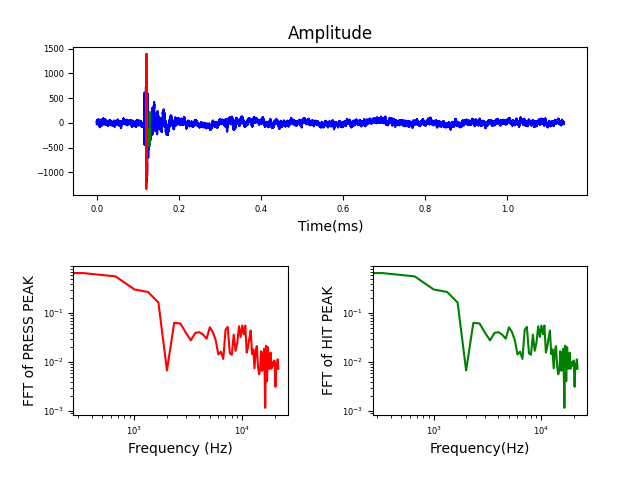 Amplitude
1500
1000
500
0
−500
−1000
0.0 0.2 0.4 0.6 0.8 1.0
Time(ms)
FFT of PRESS PEAK
10⁻¹
10⁻²
10⁻³
10³ 10⁴
Frequency (Hz)
FFT of HIT PEAK
10⁻¹
10⁻²
10⁻³
10³ 10⁴
Frequency(Hz)